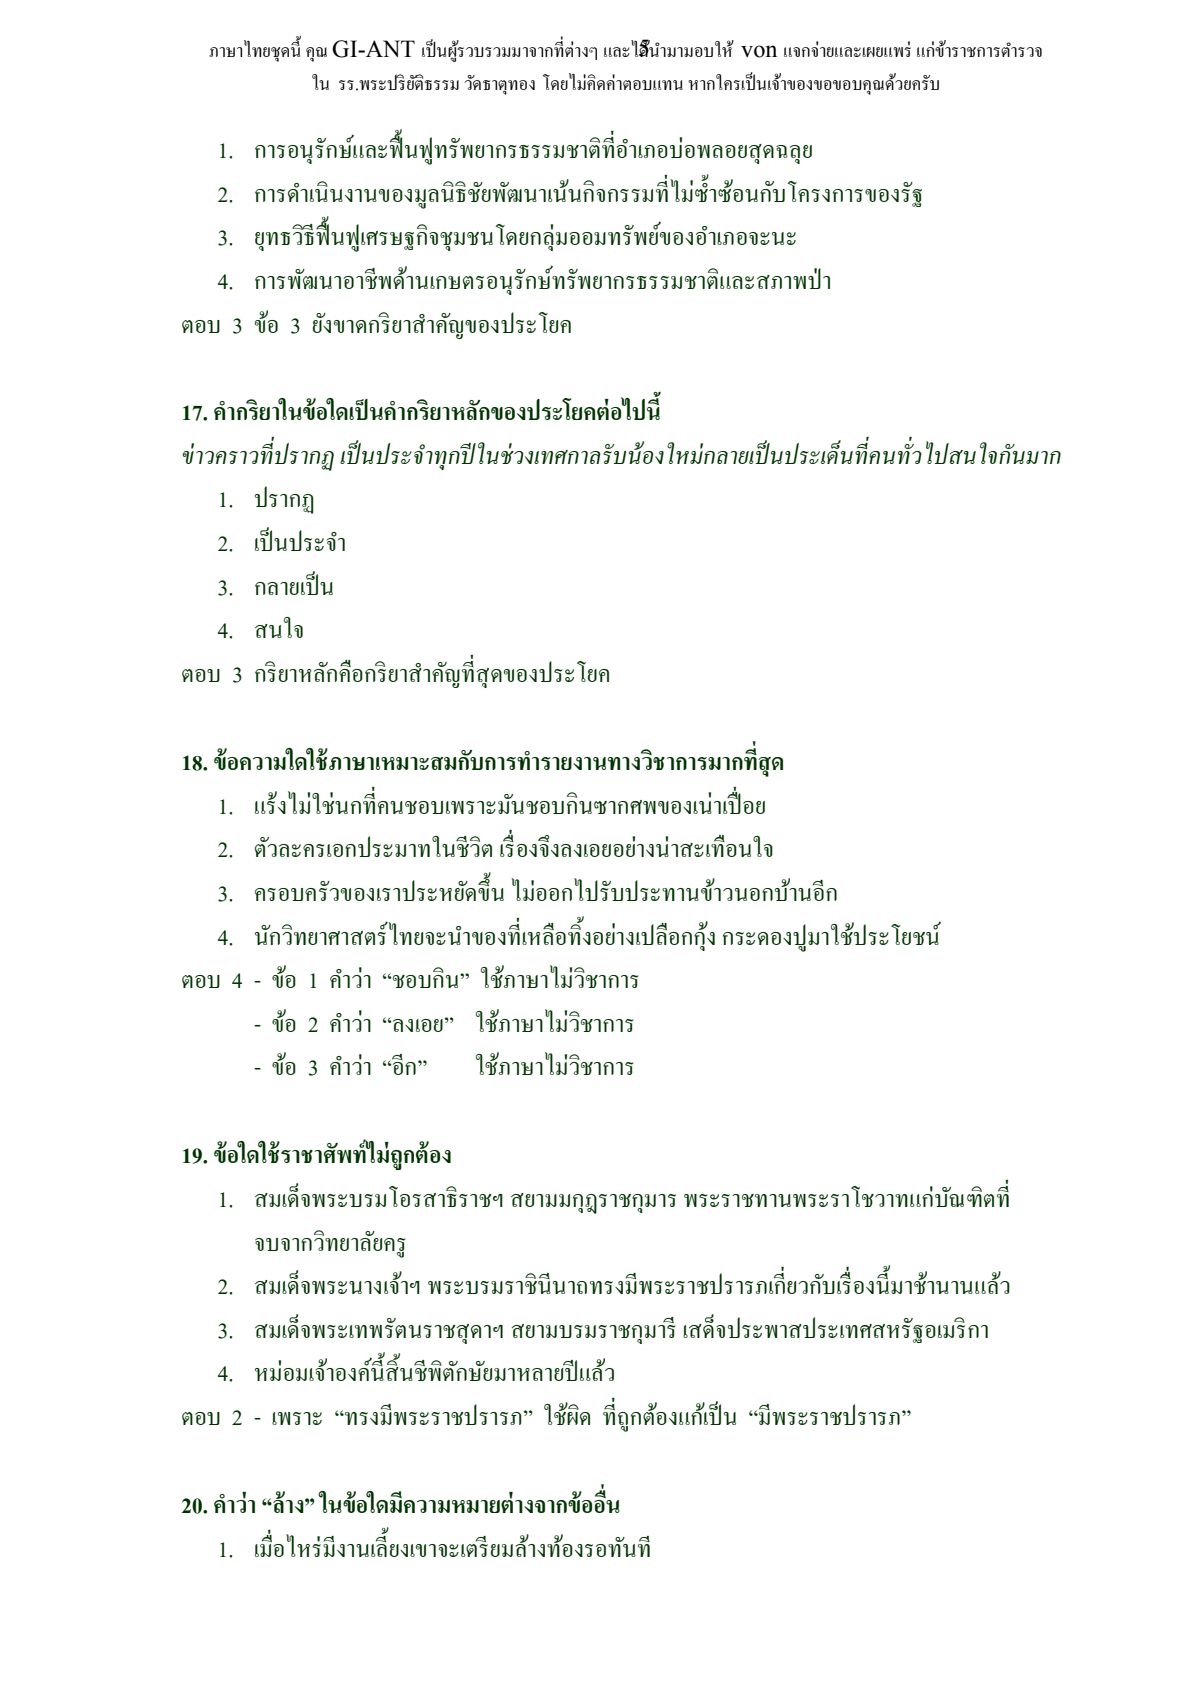 ภาษาไทยชุดนี้ คุณ GI-ANT เป็นผู้รวบรวมมาจากที่ต่างๆ และได้นำมามอบให้ von แจกจ่ายและเผยแพร่ แก่ข้าราชการตำรวจ
ใน รร.พระปริยัติธรรม วัดธาตุทอง โดยไม่คิดค่าตอบแทน หากใครเป็นเจ้าของขอขอบคุณด้วยครับ
1. การอนุรักษ์และฟื้นฟูทรัพยากรธรรมชาติที่อำเภอบ่อพลอยสุดฉลุย
2. การดำเนินงานของมูลนิธิชัยพัฒนาเน้นกิจกรรมที่ไม่ซ้ำซ้อนกับโครงการของรัฐ
3. ยุทธวิธีฟื้นฟูเศรษฐกิจชุมชนโดยกลุ่มออมทรัพย์ของอำเภอจะนะ
4. การพัฒนาอาชีพด้านเกษตรอนุรักษ์ทรัพยากรธรรมชาติและสภาพป่า
ตอบ 3 ข้อ 3 ยังขาดกริยาสำคัญของประโยค
17. คำกริยาในข้อใดเป็นคำกริยาหลักของประโยคต่อไปนี้
ข่าวคราวที่ปรากฏ เป็นประจำทุกปีในช่วงเทศกาลรับน้องใหม่กลายเป็นประเด็นที่คนทั่วไปสนใจกันมาก
1. ปรากฏ
2. เป็นประจำ
3. กลายเป็น
4. สนใจ
ตอบ 3 กริยาหลักคือกริยาสำคัญที่สุดของประโยค
18. ข้อความใดใช้ภาษาเหมาะสมกับการทำรายงานทางวิชาการมากที่สุด
1. แร้งไม่ใช่นกที่คนชอบเพราะมันชอบกินซากศพของเน่าเปื่อย
2. ตัวละครเอกประมาทในชีวิต เรื่องจึงลงเอยอย่างน่าสะเทือนใจ
3. ครอบครัวของเราประหยัดขึ้น ไม่ออกไปรับประทานข้าวนอกบ้านอีก
4. นักวิทยาศาสตร์ไทยจะนำของที่เหลือทิ้งอย่างเปลือกกุ้ง กระดองปูมาใช้ประโยชน์
ตอบ 4 - ข้อ 1 คำว่า “ชอบกิน” ใช้ภาษาไม่วิชาการ
- ข้อ 2 คำว่า “ลงเอย” ใช้ภาษาไม่วิชาการ
- ข้อ 3 คำว่า “อีก” ใช้ภาษาไม่วิชาการ
19. ข้อใดใช้ราชาศัพท์ไม่ถูกต้อง
1. สมเด็จพระบรมโอรสาธิราชฯ สยามมกุฎราชกุมาร พระราชทานพระราโชวาทแก่บัณฑิตที่
จบจากวิทยาลัยครู
2. สมเด็จพระนางเจ้าฯ พระบรมราชินีนาถทรงมีพระราชปรารภเกี่ยวกับเรื่องนี้มาช้านานแล้ว
3. สมเด็จพระเทพรัตนราชสุดาฯ สยามบรมราชกุมารี เสด็จประพาสประเทศสหรัฐอเมริกา
4. หม่อมเจ้าองค์นี้สิ้นชีพิตักษัยมาหลายปีแล้ว
ตอบ 2 - เพราะ “ทรงมีพระราชปรารภ” ใช้ผิด ที่ถูกต้องแก้เป็น “มีพระราชปรารภ”
20. คำว่า “ล้าง” ในข้อใดมีความหมายต่างจากข้ออื่น
1. เมื่อไหร่มีงานเลี้ยงเขาจะเตรียมล้างท้องรอทันที